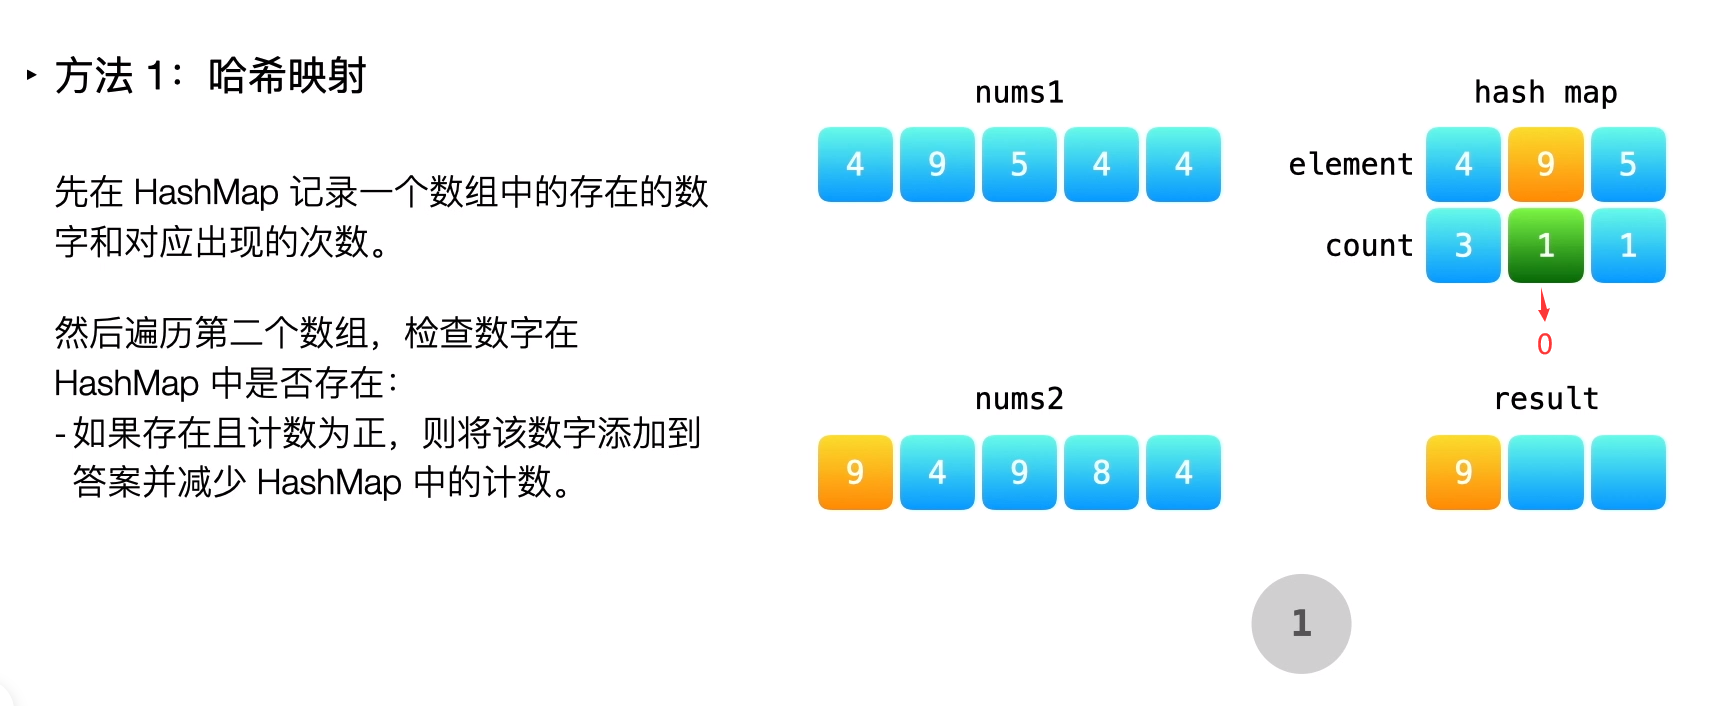 方法 1：哈希映射
先在 HashMap 记录一个数组中的存在的数
字和对应出现的次数。
然后遍历第二个数组，检查数字在
HashMap 中是否存在：
- 如果存在且计数为正，则将该数字添加到
答案并减少 HashMap 中的计数。
nums1
4 9 5 4 4
hash map
element 4 9 5
count 3 1 1
0
nums2
9 4 9 8 4
result
9
1